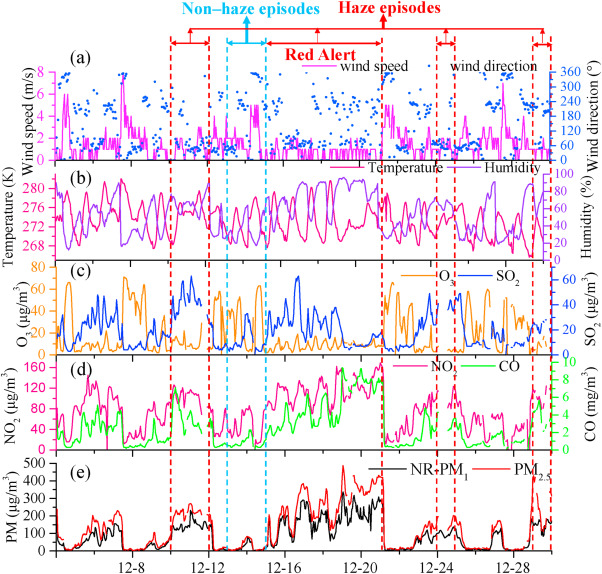 Non–haze episodes
Haze episodes
Red Alert
(a)
wind speed
wind direction
Wind speed (m/s)
8
6
4
2
0
360
300
240
180
120
60
0
Wind direction (°)
(b)
Temperature
Humidity
Temperature (K)
280
276
272
268
100
80
60
40
20
0
Humidity (%)
(c)
O3
SO2
O3 (μg/m3)
80
60
40
20
0
60
40
20
0
SO2 (μg/m3)
(d)
NO2
CO
NO2 (μg/m3)
160
120
80
40
0
10
8
6
4
2
0
CO (mg/m3)
(e)
NR-PM1
PM2.5
PM (μg/m3)
500
400
300
200
100
0
12-8
12-12
12-16
12-20
12-24
12-28